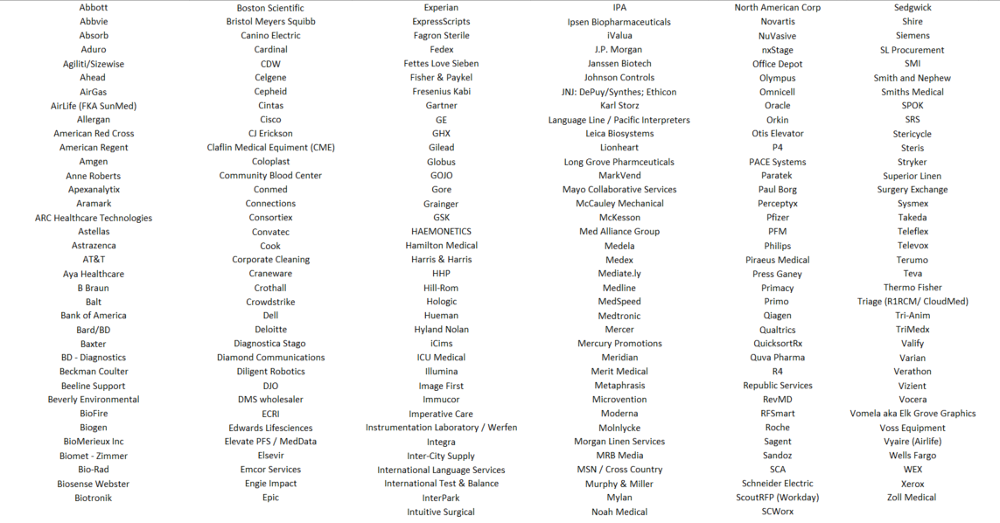 Abbott
Abbvie
Absorb
Aduro
Agiliti/Sizewise
Ahead
AirGas
AirLife (FKA SunMed)
Allergan
American Red Cross
American Regent
Amgen
Anne Roberts
Apexanalytix
Aramark
ARC Healthcare Technologies
Astellas
Astrazenca
AT&T
Aya Healthcare
B Braun
Balt
Bank of America
Bard/BD
Baxter
BD - Diagnostics
Beckman Coulter
Beeline Support
Beverly Environmental
BioFire
Biogen
BioMerieux Inc
Biomet - Zimmer
Bio-Rad
Biosense Webster
Biotronik
Boston Scientific
Bristol Meyers Squibb
Canino Electric
Cardinal
CDW
Celgene
Cepheid
Cintas
Cisco
CJ Erickson
Claflin Medical Equiment (CME)
Coloplast
Community Blood Center
Conmed
Connections
Consortiex
Convatec
Cook
Corporate Cleaning
Craneware
Crothall
Crowdstrike
Dell
Deloitte
Diagnostica Stago
Diamond Communications
Diligent Robotics
DJO
DMS wholesaler
ECRI
Edwards Lifesciences
Elevate PFS / MedData
Elsevir
Emcor Services
Engie Impact
Epic
Experian
ExpressScripts
Fagron Sterile
Fedex
Fettes Love Sieben
Fisher & Paykel
Fresenius Kabi
Gartner
GE
GHX
Gilead
Globus
GOJO
Gore
Grainger
GSK
HAEMONETICS
Hamilton Medical
Harris & Harris
HHP
Hill-Rom
Hologic
Hueman
Hyland Nolan
iCims
ICU Medical
Illumina
Image First
Immucor
Imperative Care
Instrumentation Laboratory / Werfen
Integra
Inter-City Supply
International Language Services
International Test & Balance
InterPark
Intuitive Surgical
IPA
Ipsen Biopharmaceuticals
iValua
J.P. Morgan
Janssen Biotech
Johnson Controls
JNJ: DePuy/Synthes; Ethicon
Karl Storz
Language Line / Pacific Interpreters
Leica Biosystems
Lionheart
Long Grove Pharmceuticals
MarkVend
Mayo Collaborative Services
McCauley Mechanical
McKesson
Med Alliance Group
Medela
Medex
Mediate.ly
Medline
MedSpeed
Medtronic
Mercer
Mercury Promotions
Meridian
Merit Medical
Metaphrasis
Microvention
Moderna
Molnlycke
Morgan Linen Services
MRB Media
MSN / Cross Country
Murphy & Miller
Mylan
Noah Medical
North American Corp
Novartis
NuVasive
nxStage
Office Depot
Olympus
Omnicell
Oracle
Orkin
Otis Elevator
P4
PACE Systems
Paratek
Paul Borg
Perceptyx
Pfizer
PFM
Philips
Piraeus Medical
Press Ganey
Primacy
Primo
Qiagen
Qualtrics
QuicksortRx
Quva Pharma
R4
Republic Services
RevMD
RFSmart
Roche
Sagent
Sandoz
SCA
Schneider Electric
ScoutRFP (Workday)
SCWorx
Sedgwick
Shire
Siemens
SL Procurement
SMI
Smith and Nephew
Smiths Medical
SPOK
SRS
Stericycle
Steris
Stryker
Superior Linen
Surgery Exchange
Sysmex
Takeda
Teleflex
Televox
Terumo
Teva
Thermo Fisher
Triage (R1RCM/ CloudMed)
Tri-Anim
TriMedx
Valify
Varian
Verathon
Vizient
Vocera
Vomela aka Elk Grove Graphics
Voss Equipment
Vyaire (Airlife)
Wells Fargo
WEX
Xerox
Zoll Medical